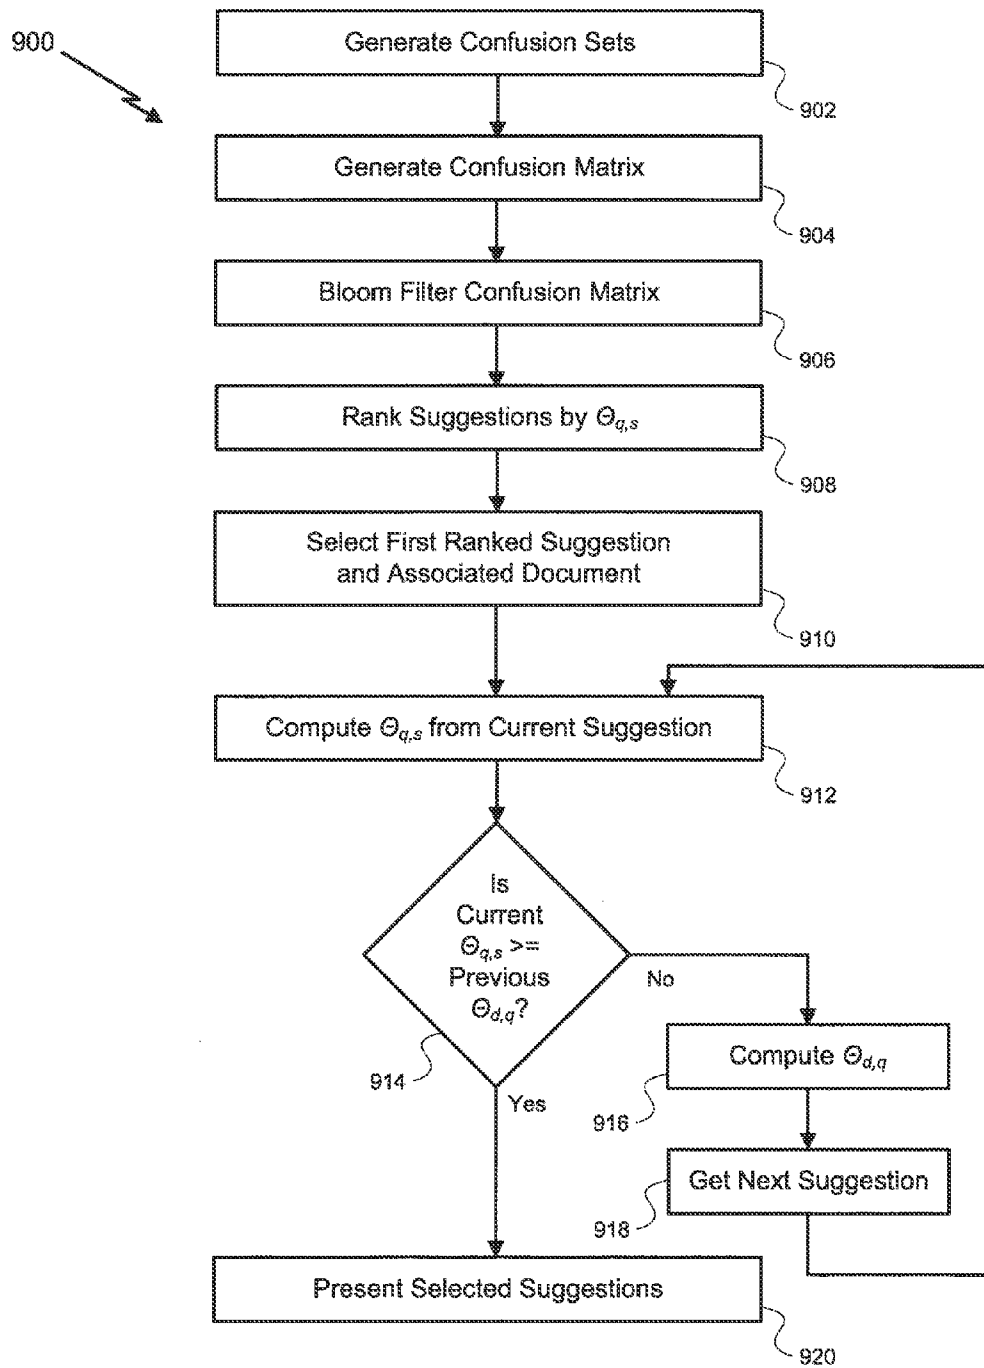 900
Generate Confusion Sets
902
Generate Confusion Matrix
904
Bloom Filter Confusion Matrix
906
Rank Suggestions by Θq,s
908
Select First Ranked Suggestion
and Associated Document
910
Compute Θq,s from Current Suggestion
912
Is
Current
Θq,s >=
Previous
Θd,q?
914
No
Yes
Compute Θd,q
916
Get Next Suggestion
918
Present Selected Suggestions
920